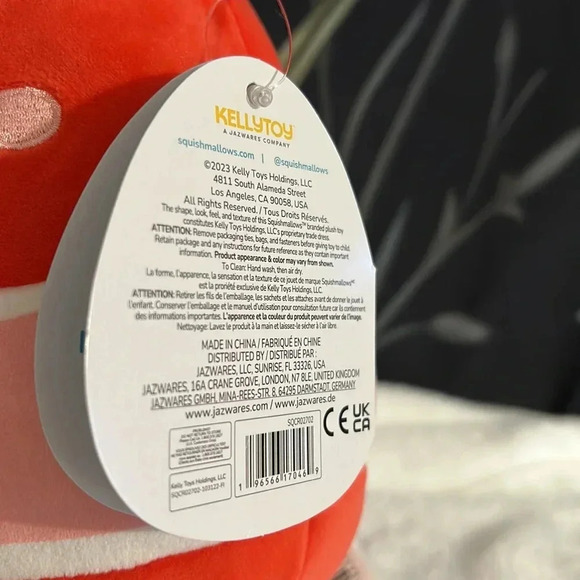 KELLYTOY
A JAZWARES COMPANY
squishmallows.com | @squishmallows
©2023 Kelly Toys Holdings, LLC
4811 South Alameda Street
Los Angeles, CA 90058, USA
All Rights Reserved. / Tous Droits Réservés.
The shape, look, feel, and texture of this Squishmallows™ branded plush toy
constitutes Kelly Toys Holdings, LLC's proprietary trade dress.
ATTENTION: Remove packaging ties, bags, and fasteners before giving toy to child.
Retain package and any instructions for future reference as they contain important
information. Product appearance & color may vary from shown.
To Clean: Hand wash, then air dry.
La forme, l'apparence, la sensation et la texture de ce jouet de marque Squishmallows™
est la priorité exclusive de Kelly Toys Holdings, LLC.
ATTENTION: Retirer les fils de l'emballage, sachets et les attaches avant de donner le jouet à
l'enfant. Conserver l'emballage et le manuel d'utilisation pour consultation future car ils contiennent
des informations importantes. L'apparence et la couleur du produit peuvent varier de l'image.
Nettoyage: Lavez le produit à la main et laissez-le sécher à l'air libre.
MADE IN CHINA / FABRIQUÉ EN CHINE
DISTRIBUTED BY / DISTRIBUÉ PAR :
JAZWARES, LLC, SUNRISE, FL 33326, USA
JAZWARES, 16A CRANE GROVE, LONDON, N7 8LE, UNITED KINGDOM
JAZWARES GMBH, MINA-REES-STR. 8, 64295 DARMSTADT, GERMANY
www.jazwares.com / www.jazwares.de
CE UK
CA
SQCR02702
1 96566 17046 9
Kelly Toys Holdings, LLC
SQCR02702-103122-PI